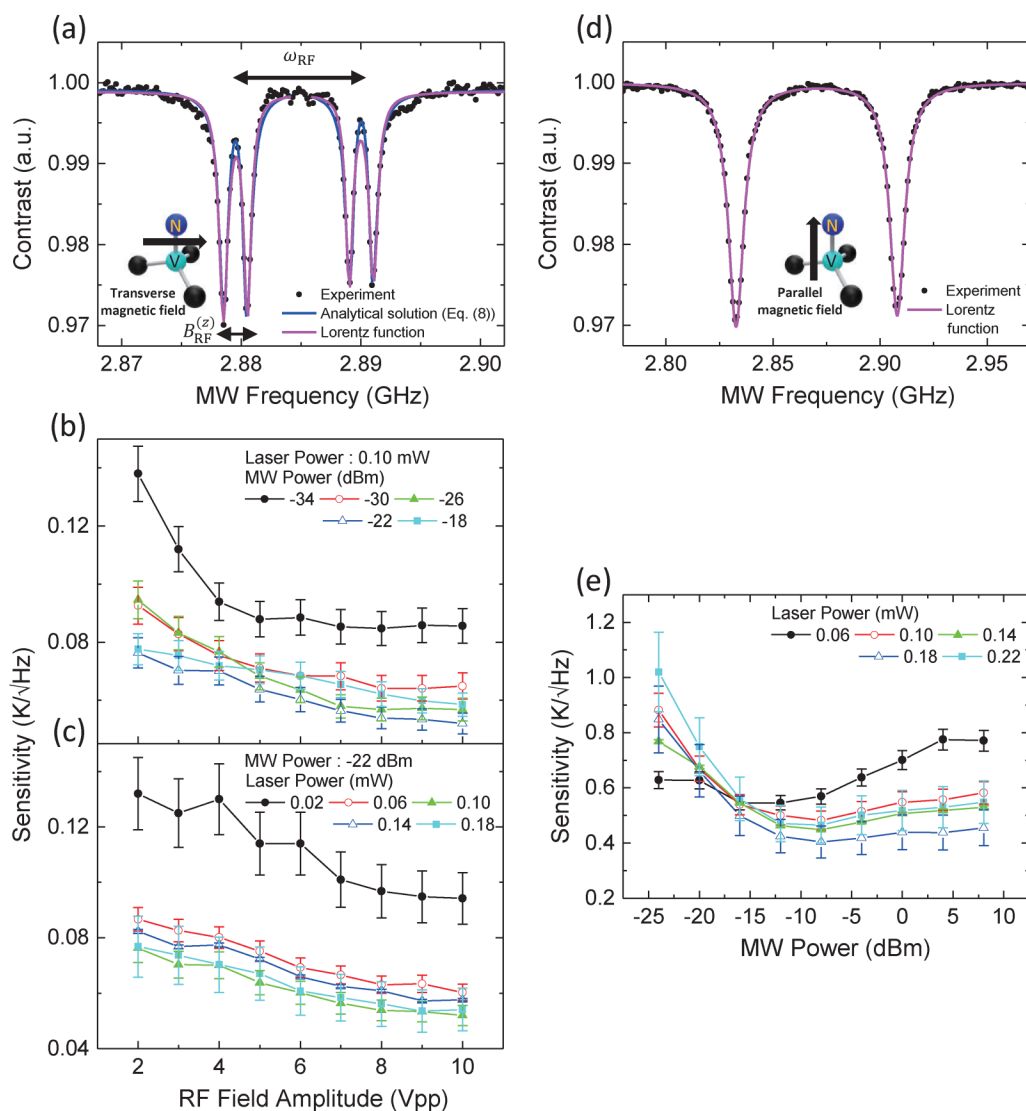 (a)
ω_RF
1.00
0.99
0.98
0.97
Contrast (a.u.)
N
V
Transverse
magnetic field
B_RF^(z)
Experiment
Analytical solution (Eq. (8))
Lorentz function
2.87 2.88 2.89 2.90
MW Frequency (GHz)
(d)
1.00
0.99
0.98
0.97
Contrast (a.u.)
N
V
Parallel
magnetic field
Experiment
Lorentz
function
2.80 2.85 2.90 2.95
MW Frequency (GHz)
(b)
Laser Power : 0.10 mW
MW Power (dBm)
-34 -30 -26
-22 -18
0.12
0.08
Sensitivity (K/√Hz)
(c)
MW Power : -22 dBm
Laser Power (mW)
0.02 0.06 0.10
0.14 0.18
0.12
0.08
0.04
2 4 6 8 10
RF Field Amplitude (Vpp)
(e)
Laser Power (mW)
0.06 0.10 0.14
0.18 0.22
1.2
1.0
0.8
0.6
0.4
0.2
Sensitivity (K/√Hz)
-25 -20 -15 -10 -5 0 5 10
MW Power (dBm)